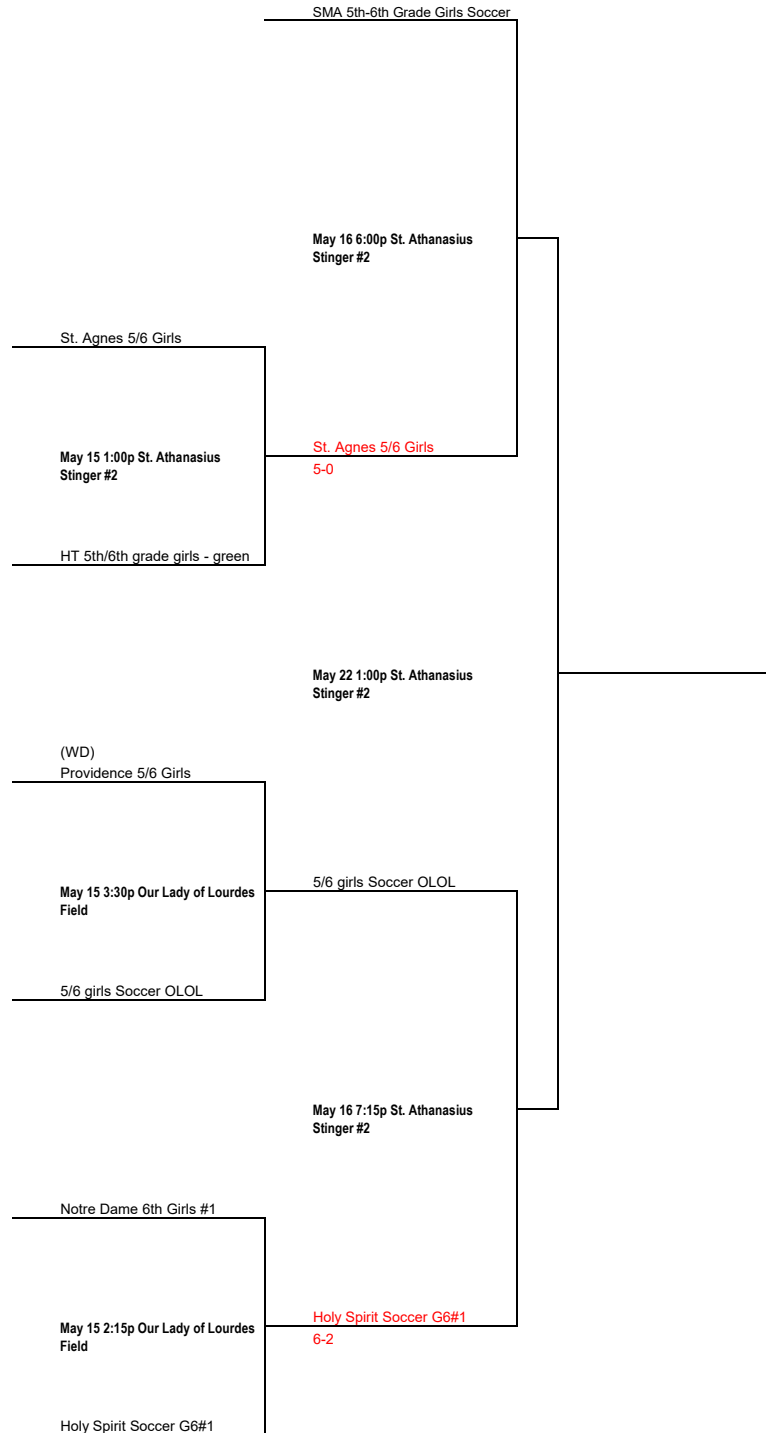 SMA 5th-6th Grade Girls Soccer
May 16 6:00p St. Athanasius
Stinger #2
St. Agnes 5/6 Girls
St. Agnes 5/6 Girls
5-0
May 15 1:00p St. Athanasius
Stinger #2
HT 5th/6th grade girls - green
May 22 1:00p St. Athanasius
Stinger #2
(WD)
Providence 5/6 Girls
5/6 girls Soccer OLOL
May 15 3:30p Our Lady of Lourdes
Field
5/6 girls Soccer OLOL
May 16 7:15p St. Athanasius
Stinger #2
Notre Dame 6th Girls #1
Holy Spirit Soccer G6#1
6-2
May 15 2:15p Our Lady of Lourdes
Field
Holy Spirit Soccer G6#1